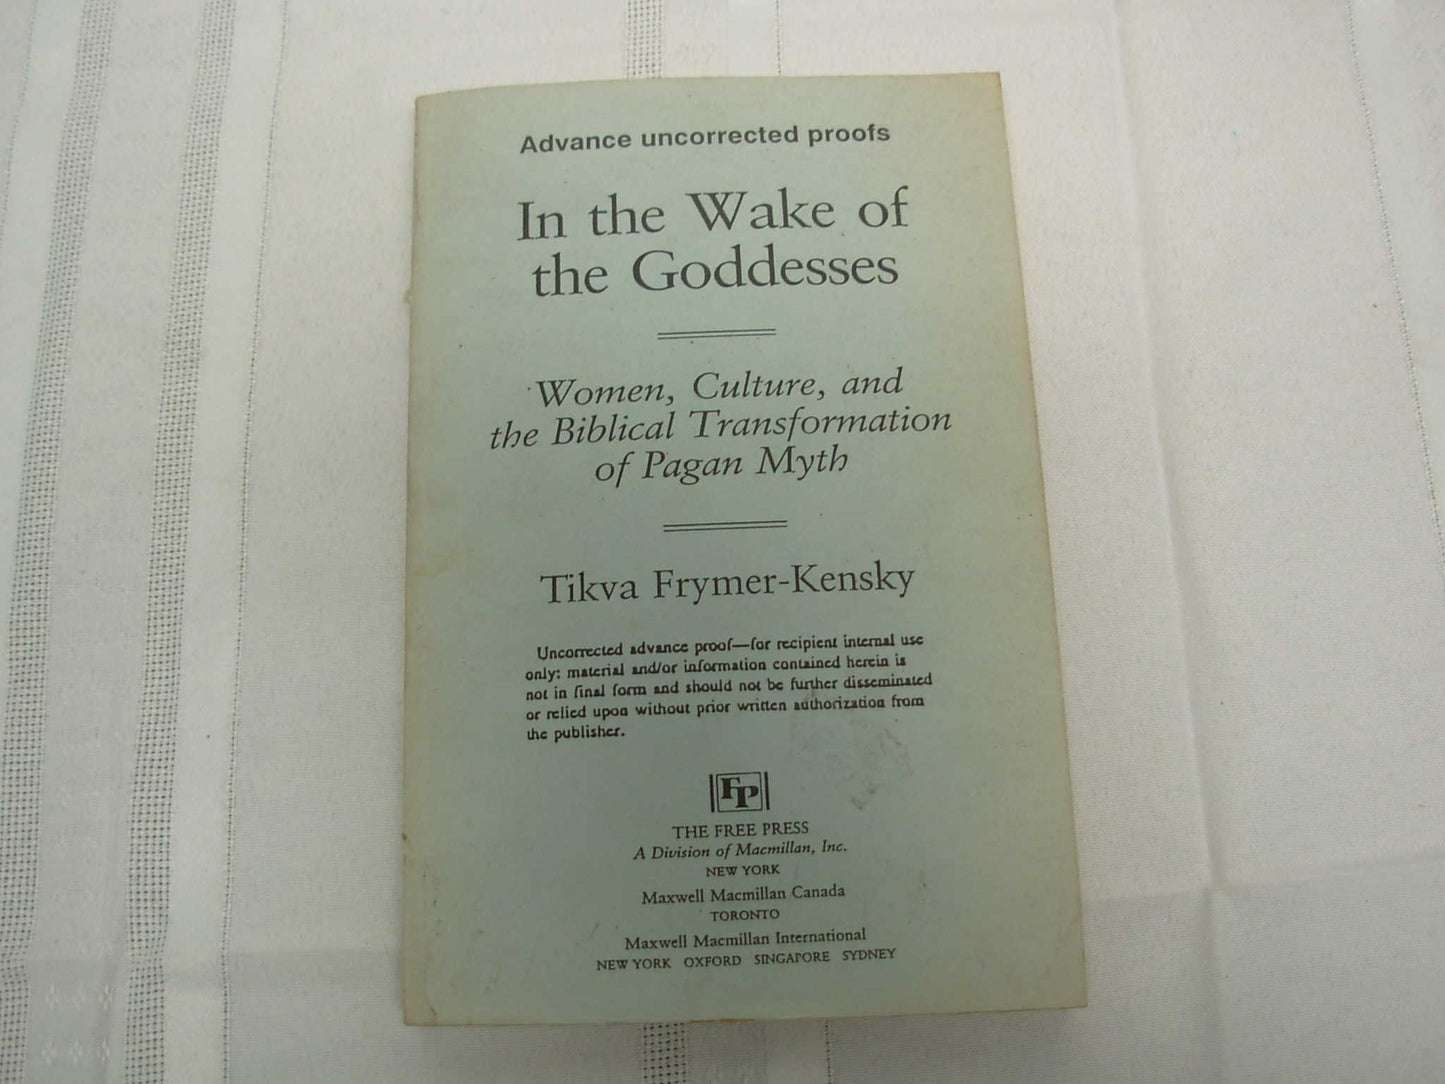 Advance uncorrected proofs
In the Wake of
the Goddesses
Women, Culture, and
the Biblical Transformation
of Pagan Myth
Tikva Frymer-Kensky
Uncorrected advance proof—for recipient internal use
only: material and/or information contained herein is
not in final form and should not be further disseminated
or relied upon without prior written authorization from
the publisher.
FP
THE FREE PRESS
A Division of Macmillan, Inc.
NEW YORK
Maxwell Macmillan Canada
TORONTO
Maxwell Macmillan International
NEW YORK OXFORD SINGAPORE SYDNEY